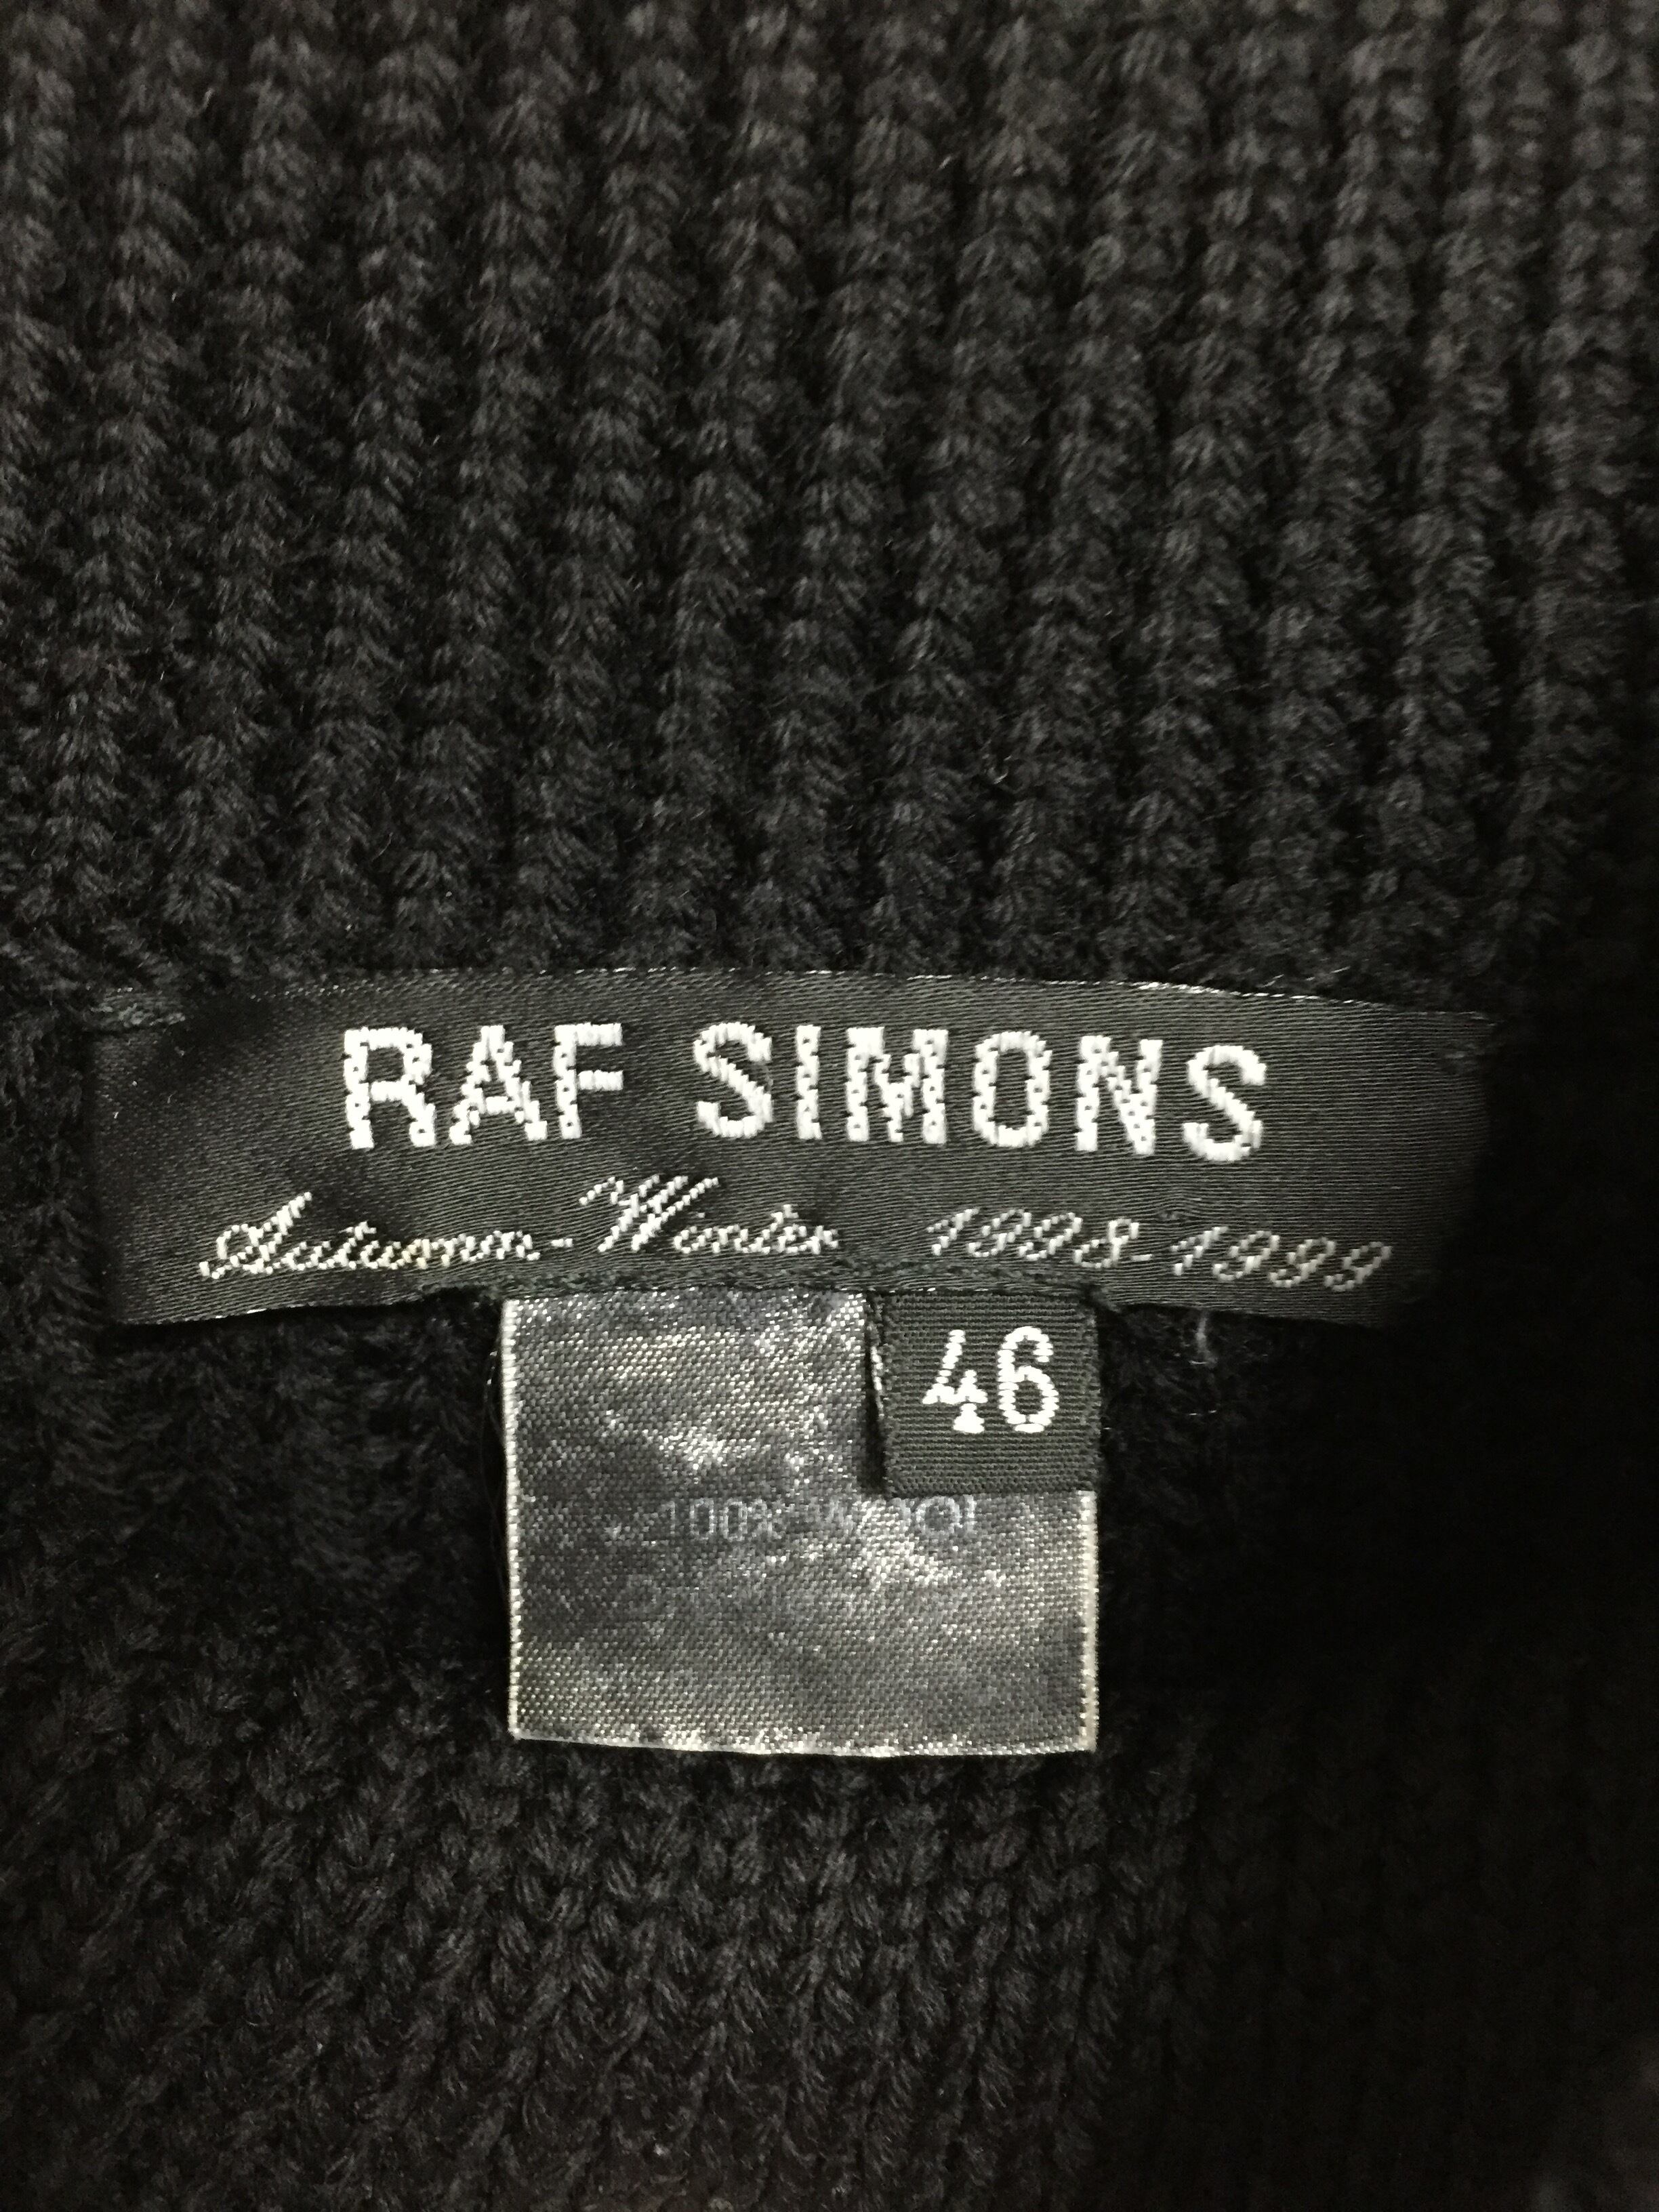 RAF SIMONS
Autumn-Winter 1998-1999
46
100% WOOl